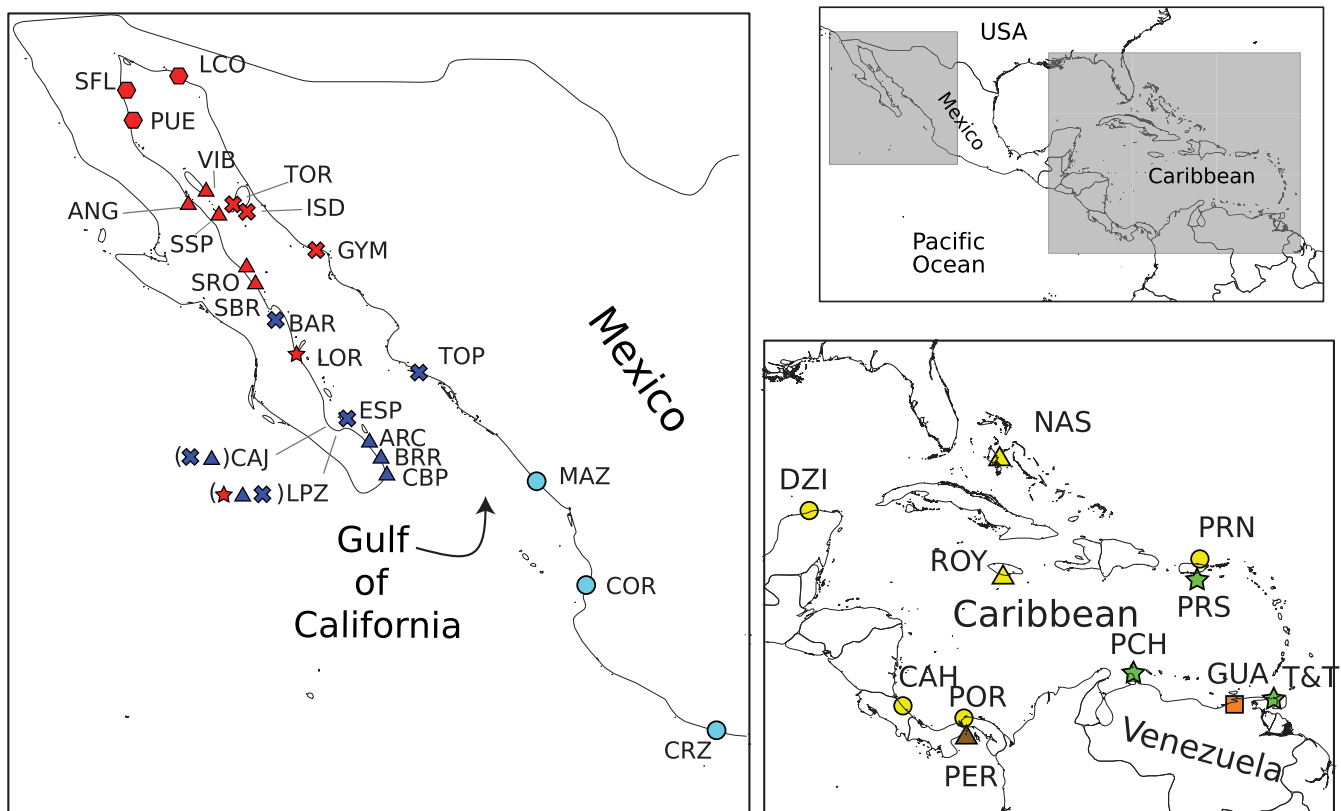 LCO
SFL
PUE
VIB
TOR
ANG
ISD
SSP
GYM
SRO
SBR
BAR
LOR
TOP
ESP
ARC
( )CAJ
BRR
CBP
( )LPZ
MAZ
Mexico
Gulf
of
California
COR
CRZ
USA
Mexico
Caribbean
Pacific
Ocean
NAS
DZI
PRN
ROY
PRS
Caribbean
PCH
CAH
GUA
T&T
POR
Venezuela
PER